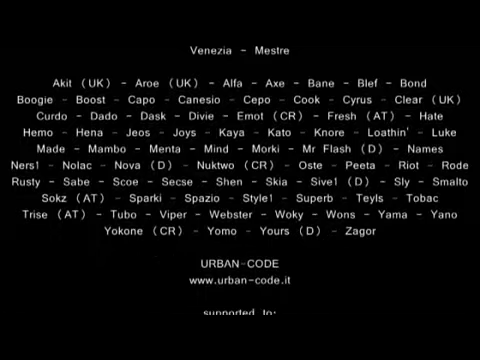 Venezia - Mestre
Akit (UK) - Aroe (UK) - Alfa - Axe - Bane - Blef - Bond
Boogie - Boost - Capo - Canesio - Cepo - Cook - Cyrus - Clear (UK)
Curdo - Dado - Dask - Divie - Emot (CR) - Fresh (AT) - Hate
Hemo - Hena - Jeos - Joys - Kaya - Kato - Knore - Loathin' - Luke
Made - Mambo - Menta - Mind - Morki - Mr Flash (D) - Names
Ners1 - Nolac - Nova (D) - Nuktwo (CR) - Oste - Peeta - Riot - Rode
Rusty - Sabe - Scoe - Secse - Shen - Skia - Sive1 (D) - Sly - Smalto
Sokz (AT) - Sparki - Spazio - Style1 - Superb - Teyls - Tobac
Trise (AT) - Tubo - Viper - Webster - Woky - Wons - Yama - Yano
Yokone (CR) - Yomo - Yours (D) - Zagor
URBAN-CODE
www.urban-code.it
supported to: